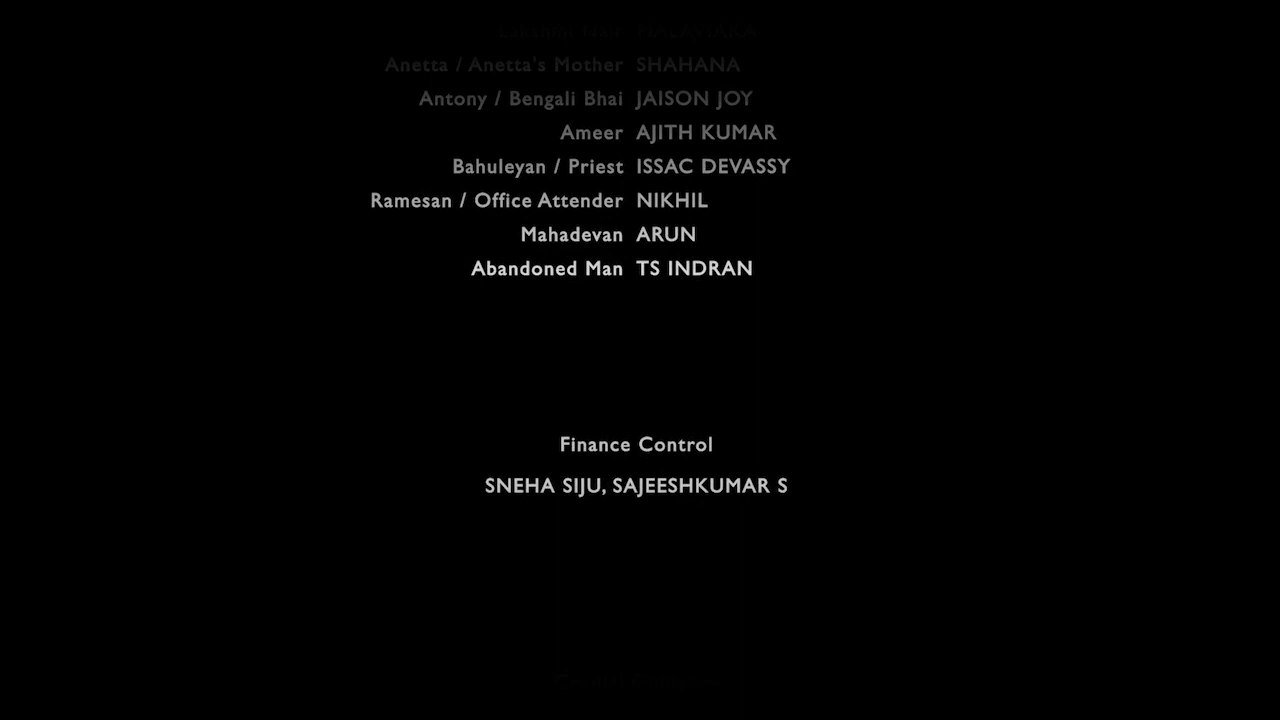 Anetta / Anetta's Mother SHAHANA
Antony / Bengali Bhai JAISON JOY
Ameer AJITH KUMAR
Bahuleyan / Priest ISSAC DEVASSY
Ramesan / Office Attender NIKHIL
Mahadevan ARUN
Abandoned Man TS INDRAN
Finance Control
SNEHA SIJU, SAJEESHKUMAR S